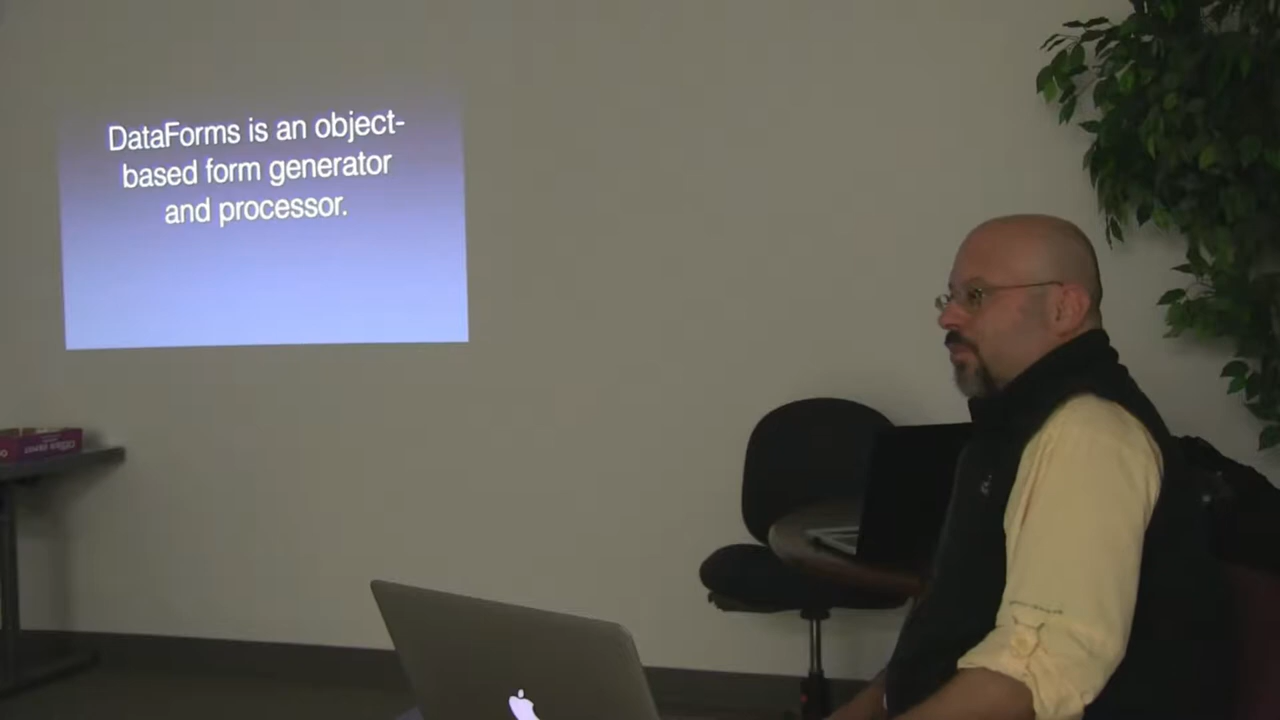 DataForms is an object-
based form generator
and processor.